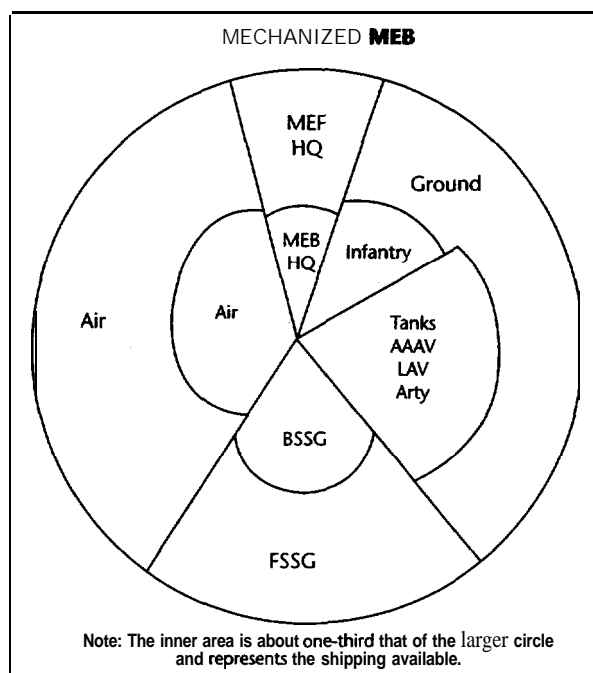 MECHANIZED MEB
MEF
HQ
Ground
MEB
HQ
Infantry
Air
Air
Tanks
AAAV
LAV
Arty
BSSG
FSSG
Note: The inner area is about one-third that of the larger circle
and represents the shipping available.